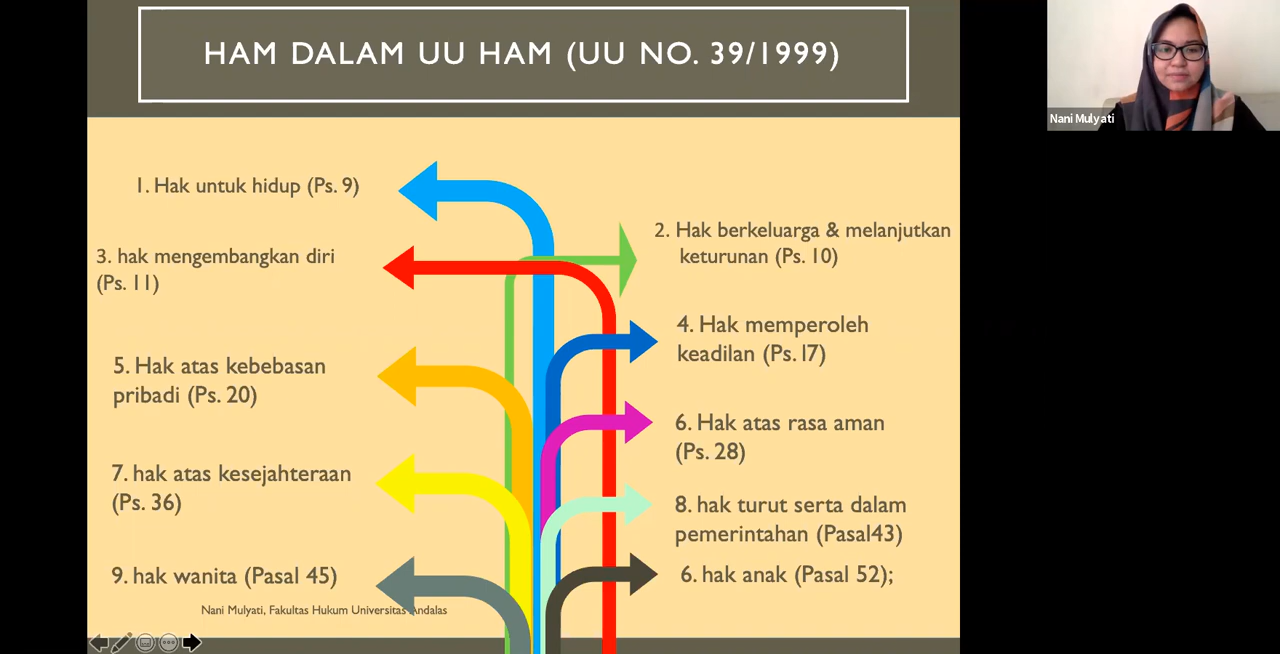 HAM DALAM UU HAM (UU NO. 39/1999)
Nani Mulyati
1. Hak untuk hidup (Ps. 9)
2. Hak berkeluarga & melanjutkan
keturunan (Ps. 10)
3. hak mengembangkan diri
(Ps. 11)
4. Hak memperoleh
keadilan (Ps. 17)
5. Hak atas kebebasan
pribadi (Ps. 20)
6. Hak atas rasa aman
(Ps. 28)
7. hak atas kesejahteraan
(Ps. 36)
8. hak turut serta dalam
pemerintahan (Pasal43)
9. hak wanita (Pasal 45)
6. hak anak (Pasal 52);
Nani Mulyati, Fakultas Hukum Universitas Andalas